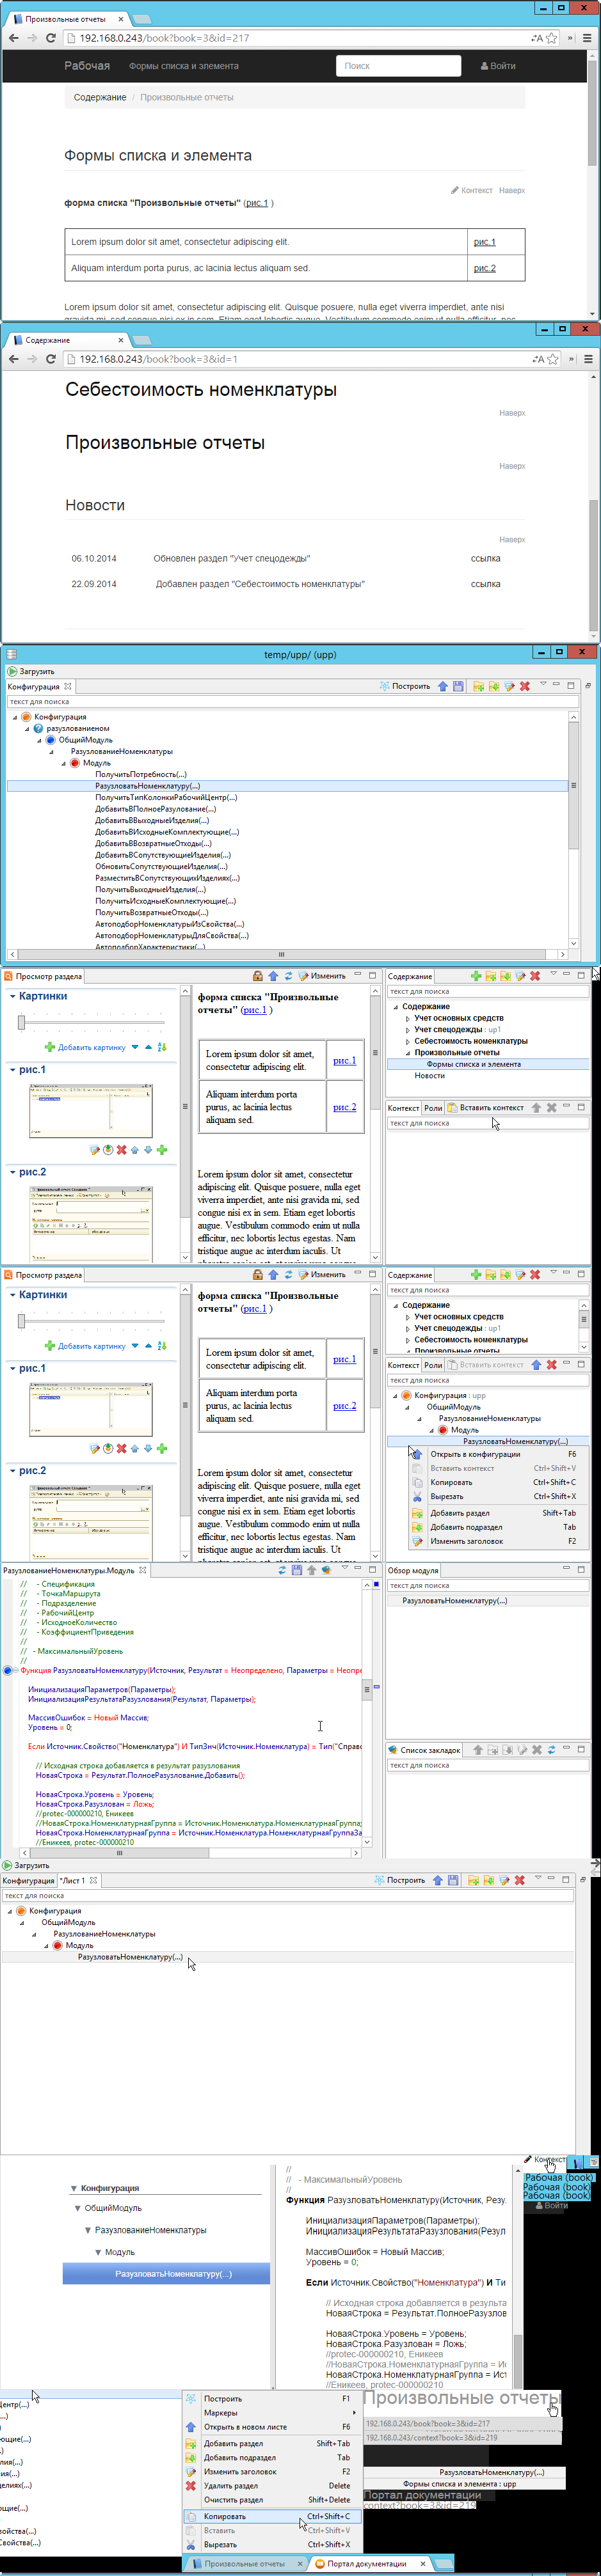 Произвольные отчеты
192.168.0.243/book?book=3&id=217
Рабочая Формы списка и элемента Поиск Войти
Содержание / Произвольные отчеты
Формы списка и элемента
Контекст Наверх
форма списка "Произвольные отчеты" (рис.1 )
Lorem ipsum dolor sit amet, consectetur adipiscing elit. рис.1
Aliquam interdum porta purus, ac lacinia lectus aliquam sed. рис.2
Lorem ipsum dolor sit amet, consectetur adipiscing elit. Quisque posuere, nulla eget viverra imperdiet, ante nisi
gravida mi, sed congue nisi ex in sem. Etiam eget lobortis augue. Vestibulum commodo enim ut nulla efficitur, nec
Содержание
192.168.0.243/book?book=3&id=1
Себестоимость номенклатуры
Наверх
Произвольные отчеты
Наверх
Новости
Наверх
06.10.2014 Обновлен раздел "Учет спецодежды" ссылка
22.09.2014 Добавлен раздел "Себестоимость номенклатуры" ссылка
temp/upp/ (upp)
Загрузить
Конфигурация Построить
текст для поиска
Конфигурация
разузлованиеном
ОбщийМодуль
РазузлованиеНоменклатуры
Модуль
ПолучитьПотребность(...)
РазузловатьНоменклатуру(...)
ПолучитьТипКолонкиРабочийЦентр(...)
ДобавитьВПолноеРазулование(...)
ДобавитьВВыходныеИзделия(...)
ДобавитьВИсходныеКомплектующие(...)
ДобавитьВВозвратныеОтходы(...)
ДобавитьВСопутствующиеИзделия(...)
ОбновитьСопутствующиеИзделия(...)
РазместитьВСопутствующихИзделиях(...)
ПолучитьВыходныеИзделия(...)
ПолучитьИсходныеКомплектующие(...)
ПолучитьВозвратныеОтходы(...)
АвтоподборНоменклатурыИзСвойства(...)
АвтоподборНоменклатурыДляСвойства(...)
АвтоподборХарактеристики(...)
Просмотр раздела Изменить
Картинки
Добавить картинку
рис.1
рис.2
форма списка "Произвольные
отчеты" (рис.1 )
Lorem ipsum dolor sit amet,
consectetur adipiscing elit. рис.1
Aliquam interdum porta
purus, ac lacinia lectus
aliquam sed. рис.2
Lorem ipsum dolor sit amet,
consectetur adipiscing elit. Quisque
posuere, nulla eget viverra
imperdiet, ante nisi gravida mi, sed
congue nisi ex in sem. Etiam eget lobortis
augue. Vestibulum commodo enim ut nulla
efficitur, nec lobortis lectus egestas. Nam
tristique augue ac interdum iaculis. Ut
Содержание
текст для поиска
Содержание
Учет основных средств
Учет спецодежды : up1
Себестоимость номенклатуры
Произвольные отчеты
Формы списка и элемента
Новости
Контекст Роли Вставить контекст
текст для поиска
Просмотр раздела Изменить
Картинки
Добавить картинку
рис.1
рис.2
форма списка "Произвольные
отчеты" (рис.1 )
Lorem ipsum dolor sit amet,
consectetur adipiscing elit. рис.1
Aliquam interdum porta
purus, ac lacinia lectus
aliquam sed. рис.2
Lorem ipsum dolor sit amet,
consectetur adipiscing elit. Quisque
posuere, nulla eget viverra
imperdiet, ante nisi gravida mi, sed
congue nisi ex in sem. Etiam eget lobortis
augue. Vestibulum commodo enim ut nulla
efficitur, nec lobortis lectus egestas. Nam
tristique augue ac interdum iaculis. Ut
Содержание
текст для поиска
Содержание
Учет основных средств
Учет спецодежды : up1
Себестоимость номенклатуры
Произвольные отчеты
Контекст Роли Вставить контекст
текст для поиска
Конфигурация : upp
ОбщийМодуль
РазузлованиеНоменклатуры
Модуль
РазузловатьНоменклатуру(...)
Открыть в конфигурации F6
Вставить контекст Ctrl+Shift+V
Копировать Ctrl+Shift+C
Вырезать Ctrl+Shift+X
Добавить раздел Shift+Tab
Добавить подраздел Tab
Изменить заголовок F2
РазузлованиеНоменклатуры.Модуль
// - Спецификация
// - ТочкаМаршрута
// - Подразделение
// - РабочийЦентр
// - ИсходноеКоличество
// - КоэффициентПриведения
//
// - МаксимальныйУровень
//
Функция РазузловатьНоменклатуру(Источник, Результат = Неопределено, Параметры = Неопре
ИнициализацияПараметров(Параметры);
ИнициализацияРезультатаРазузлования(Результат, Параметры);
МассивОшибок = Новый Массив;
Уровень = 0;
Если Источник.Свойство("Номенклатура") И ТипЗнч(Источник.Номенклатура) = Тип("Справо
// Исходная строка добавляется в результат разузлования
НоваяСтрока = Результат.ПолноеРазузлование.Добавить();
НоваяСтрока.Уровень = Уровень;
НоваяСтрока.Разузлован = Ложь;
//protec-000000210, Еникеев
//НоваяСтрока.НоменклатурнаяГруппа = Источник.Номенклатура.НоменклатурнаяГруппа;
НоваяСтрока.НоменклатурнаяГруппа = Источник.Номенклатура.НоменклатурнаяГруппаЗа
//Еникеев, protec-000000210
Обзор модуля
текст для поиска
РазузловатьНоменклатуру(...)
Список закладок
текст для поиска
Загрузить
Конфигурация *Лист 1 Построить
текст для поиска
Конфигурация
ОбщийМодуль
РазузлованиеНоменклатуры
Модуль
РазузловатьНоменклатуру(...)
Контекст
Рабочая (book)
Рабочая (book)
Рабочая (book)
Войти
Конфигурация
ОбщийМодуль
РазузлованиеНоменклатуры
Модуль
РазузловатьНоменклатуру(...)
//
// - МаксимальныйУровень
//
Функция РазузловатьНоменклатуру(Источник, Резу
ИнициализацияПараметров(Параметры);
ИнициализацияРезультатаРазузлования(Резул
МассивОшибок = Новый Массив;
Уровень = 0;
Если Источник.Свойство("Номенклатура") И Ти
// Исходная строка добавляется в результа
НоваяСтрока = Результат.ПолноеРазузлов
НоваяСтрока.Уровень = Уровень;
НоваяСтрока.Разузлован = Ложь;
//protec-000000210, Еникеев
//НоваяСтрока.НоменклатурнаяГруппа = Ис
НоваяСтрока.НоменклатурнаяГруппа = Ист
//Еникеев, protec-000000210
Центр(...)
Построить F1
Маркеры
Открыть в новом листе F6
Добавить раздел Shift+Tab
Добавить подраздел Tab
Изменить заголовок F2
Удалить раздел Delete
Очистить раздел Shift+Delete
Копировать Ctrl+Shift+C
Вставить Ctrl+Shift+V
Вырезать Ctrl+Shift+X
Произвольные отчеты
192.168.0.243/book?book=3&id=217
192.168.0.243/context?book=3&id=219
РазузловатьНоменклатуру(...)
Формы списка и элемента : upp
Портал документации
context?book=3&id=219
Произвольные отчеты Портал документации